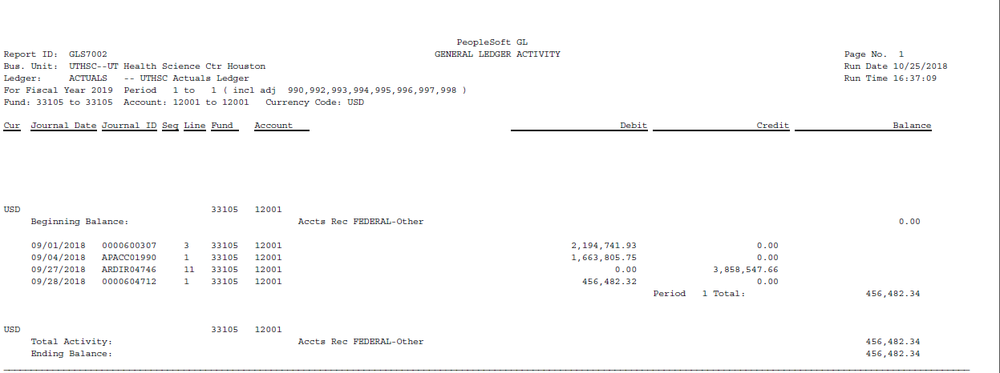 PeopleSoft GL
Report ID: GLS7002 GENERAL LEDGER ACTIVITY Page No. 1
Bus. Unit: UTHSC--UT Health Science Ctr Houston Run Date 10/25/2018
Ledger: ACTUALS -- UTHSC Actuals Ledger Run Time 16:37:09
For Fiscal Year 2019 Period 1 to 1 ( incl adj 990,992,993,994,995,996,997,998 )
Fund: 33105 to 33105 Account: 12001 to 12001 Currency Code: USD
Cur Journal Date Journal ID Seq Line Fund Account Debit Credit Balance
USD 33105 12001
Beginning Balance: Accts Rec FEDERAL-Other 0.00
09/01/2018 0000600307 3 33105 12001 2,194,741.93 0.00
09/04/2018 APACC01990 1 33105 12001 1,663,805.75 0.00
09/27/2018 ARDIR04746 11 33105 12001 0.00 3,858,547.66
09/28/2018 0000604712 1 33105 12001 456,482.32 0.00
Period 1 Total: 456,482.34
USD 33105 12001
Total Activity: Accts Rec FEDERAL-Other 456,482.34
Ending Balance: 456,482.34